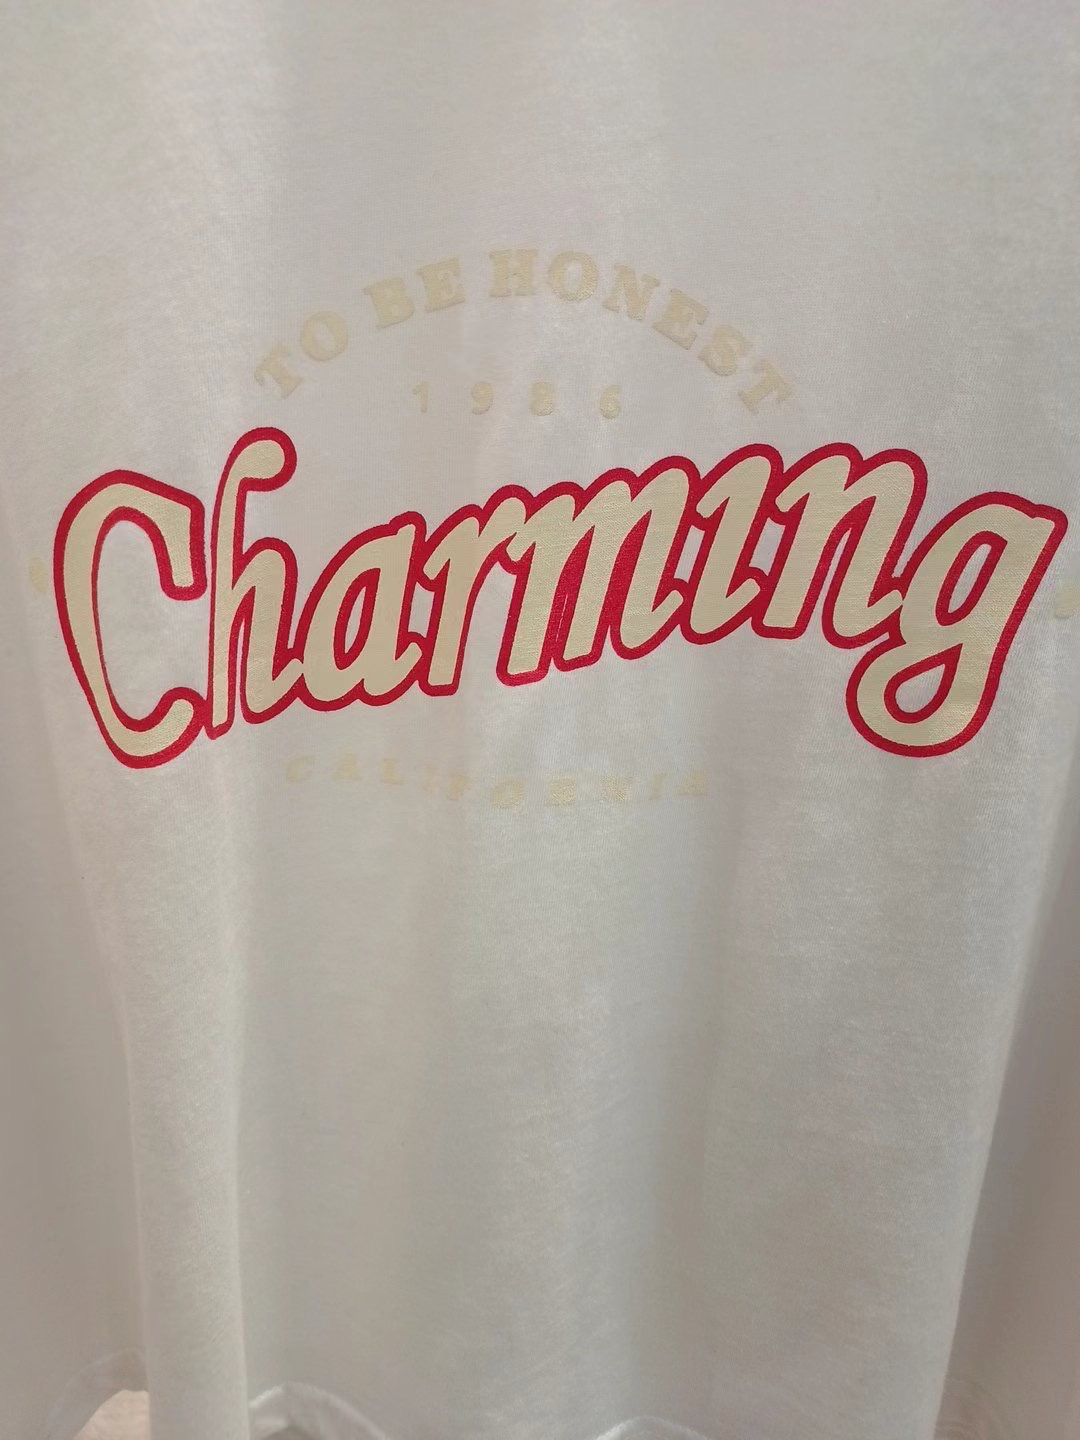 TO BE HONEST
1986
Charming
CALIFORNIA